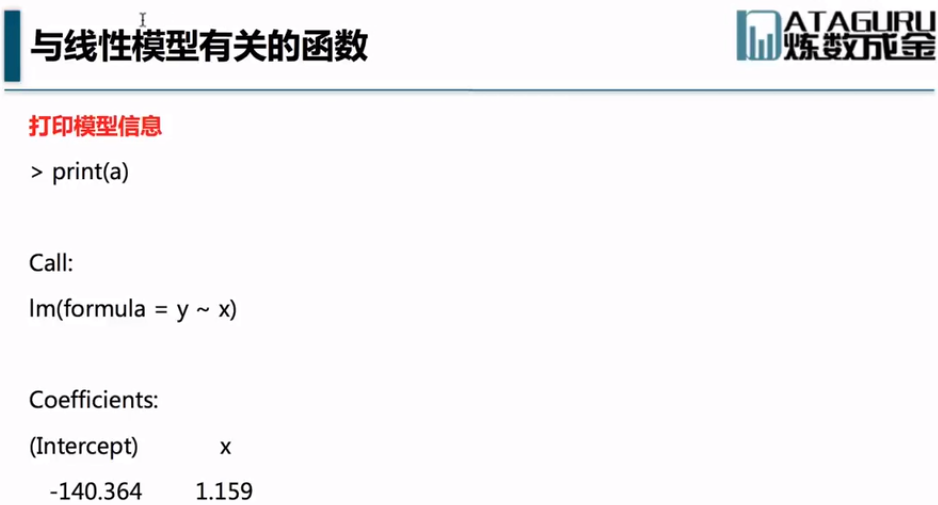 与线性模型有关的函数
DATAGURU
炼数成金
打印模型信息
> print(a)
Call:
lm(formula = y ~ x)
Coefficients:
(Intercept) x
-140.364 1.159